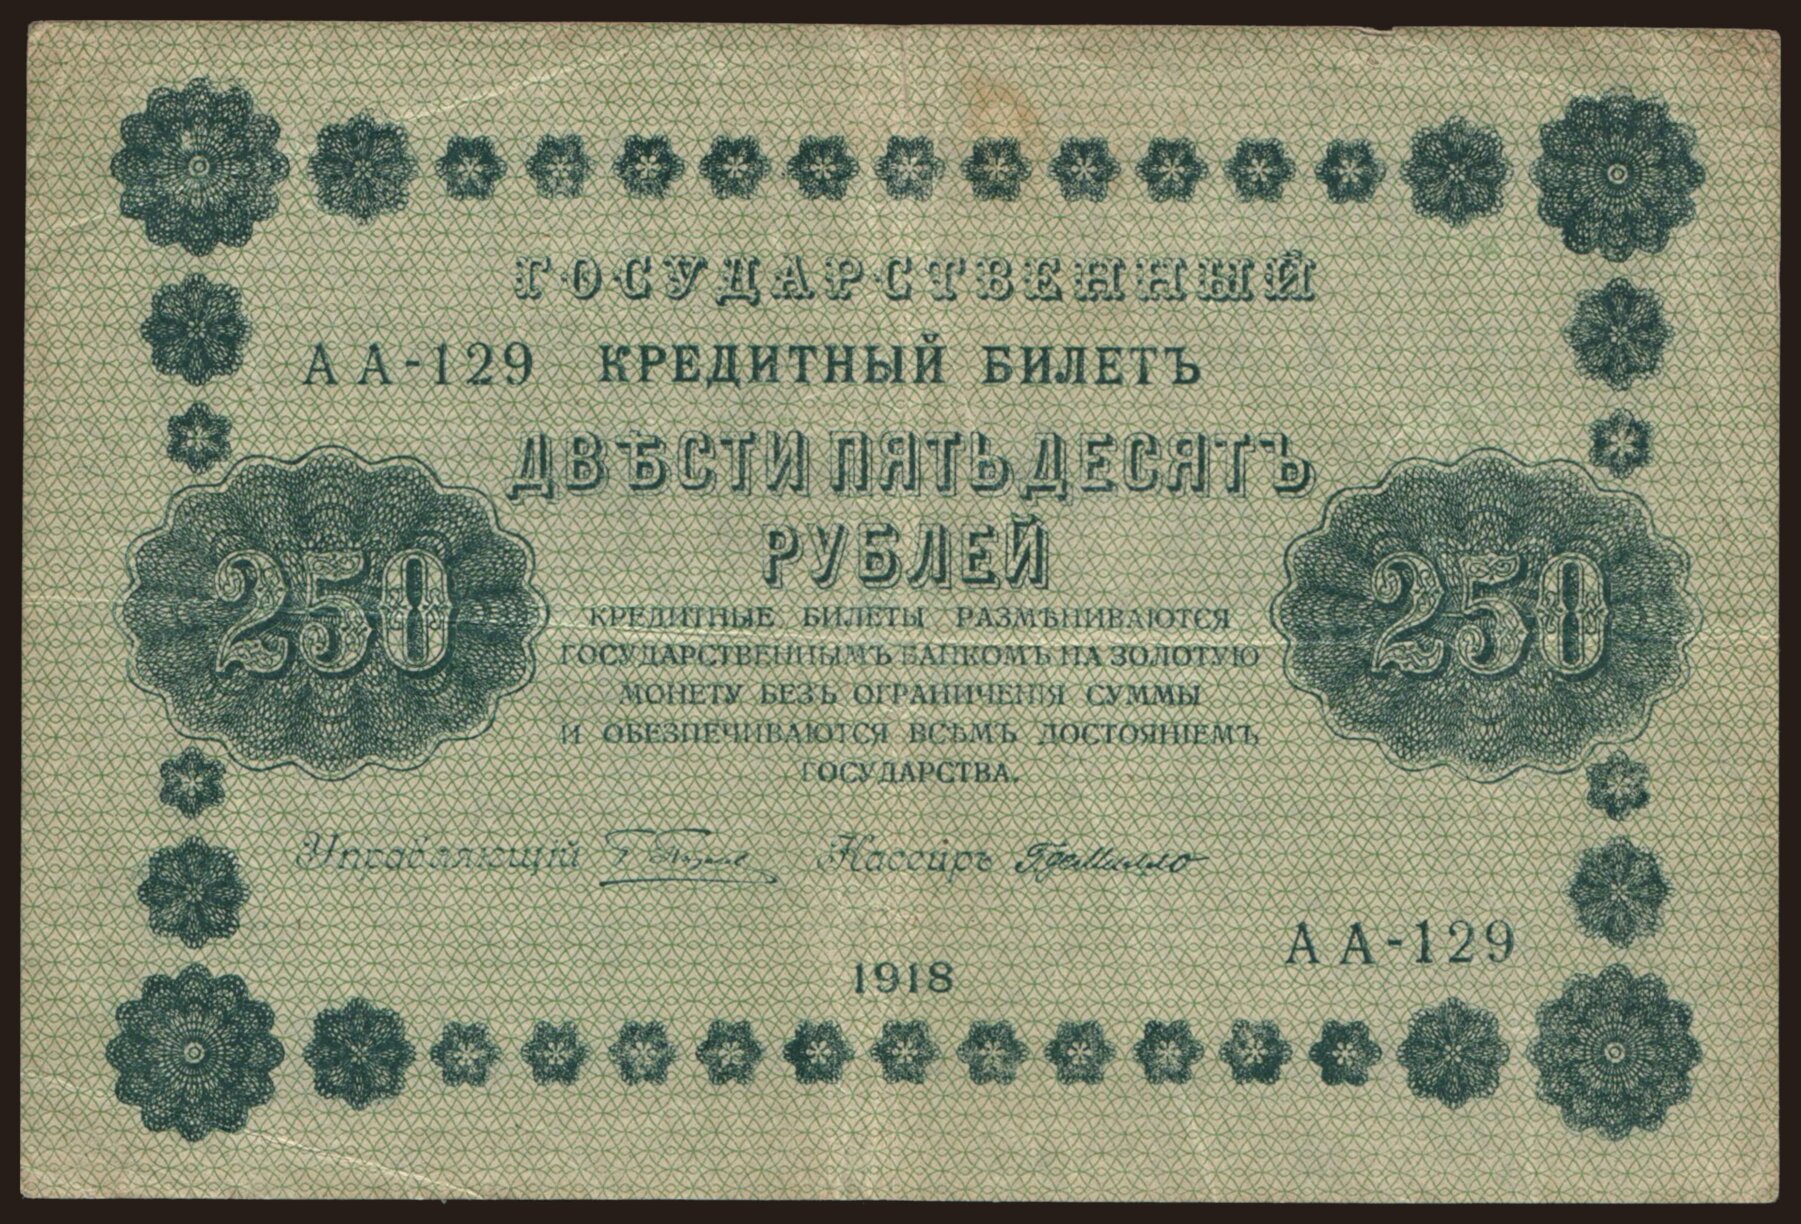 ГОСУДАРСТВЕННЫЙ
АА-129 КРЕДИТНЫЙ БИЛЕТЪ
ДВѢСТИ ПЯТЬДЕСЯТЪ
РУБЛЕЙ
250
250
КРЕДИТНЫЕ БИЛЕТЫ РАЗМѢНИВАЮТСЯ
ГОСУДАРСТВЕННЫМЪ БАНКОМЪ НА ЗОЛОТУЮ
МОНЕТУ БЕЗЪ ОГРАНИЧЕНІЯ СУММЫ
И ОБЕЗПЕЧИВАЮТСЯ ВСѢМЪ ДОСТОЯНІЕМЪ
ГОСУДАРСТВА.
Управляющій Кассиръ
АА-129
1918